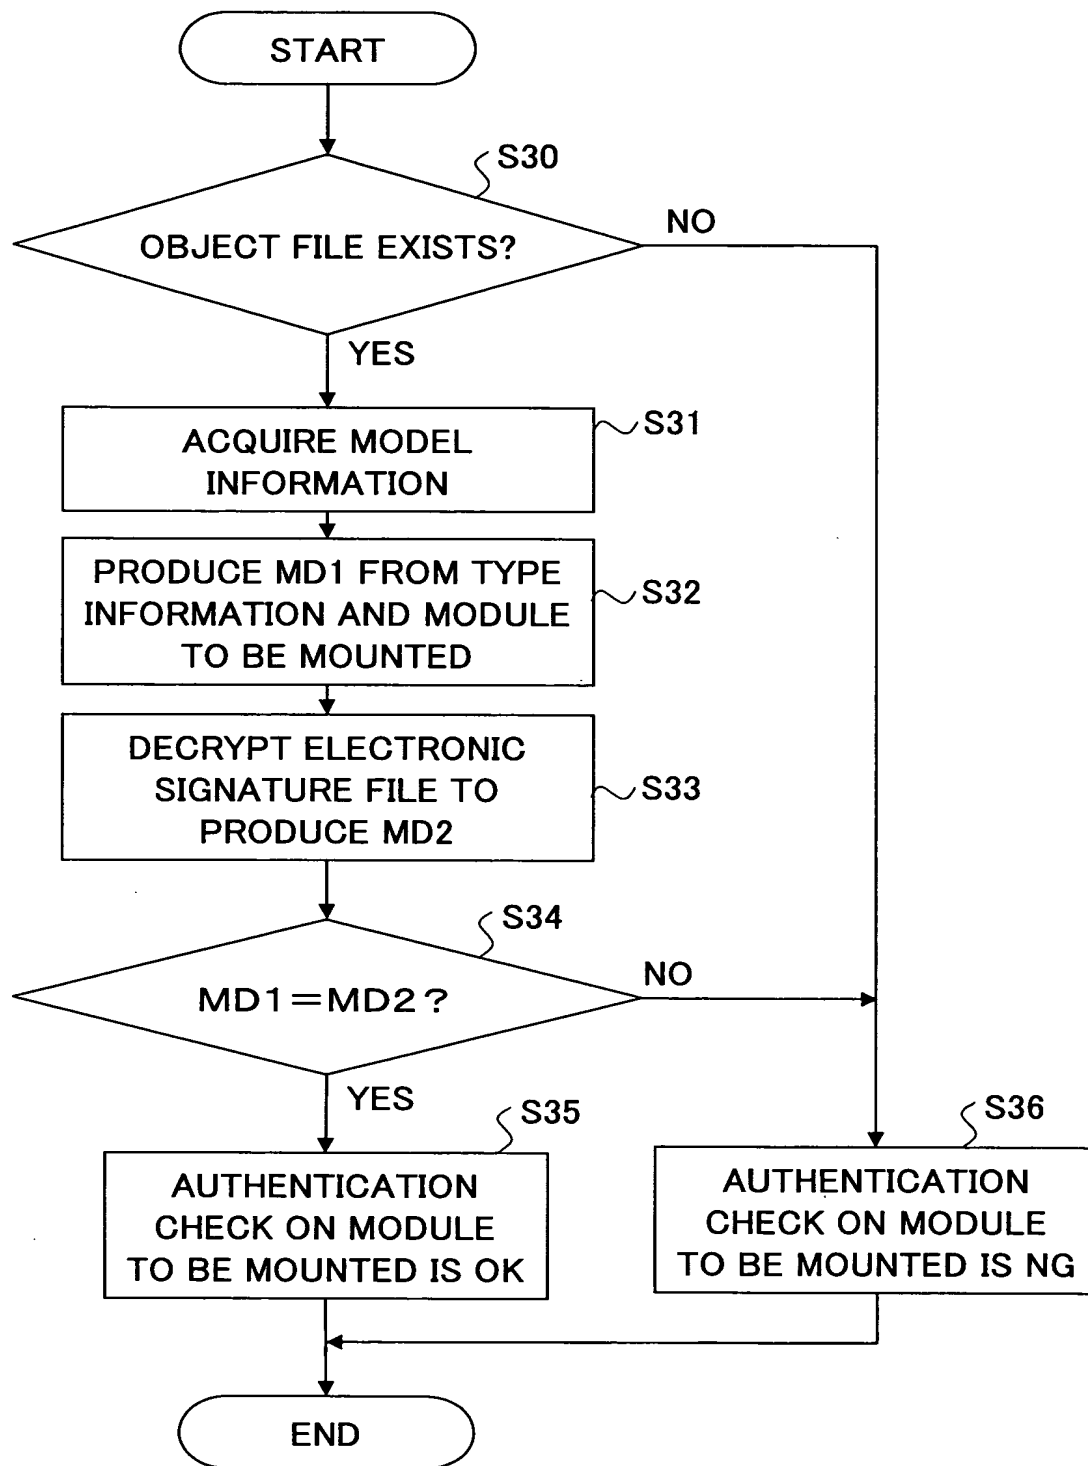 START
S30
OBJECT FILE EXISTS?
NO
YES
S31
ACQUIRE MODEL
INFORMATION
S32
PRODUCE MD1 FROM TYPE
INFORMATION AND MODULE
TO BE MOUNTED
S33
DECRYPT ELECTRONIC
SIGNATURE FILE TO
PRODUCE MD2
S34
MD1=MD2?
NO
YES
S35
AUTHENTICATION
CHECK ON MODULE
TO BE MOUNTED IS OK
S36
AUTHENTICATION
CHECK ON MODULE
TO BE MOUNTED IS NG
END